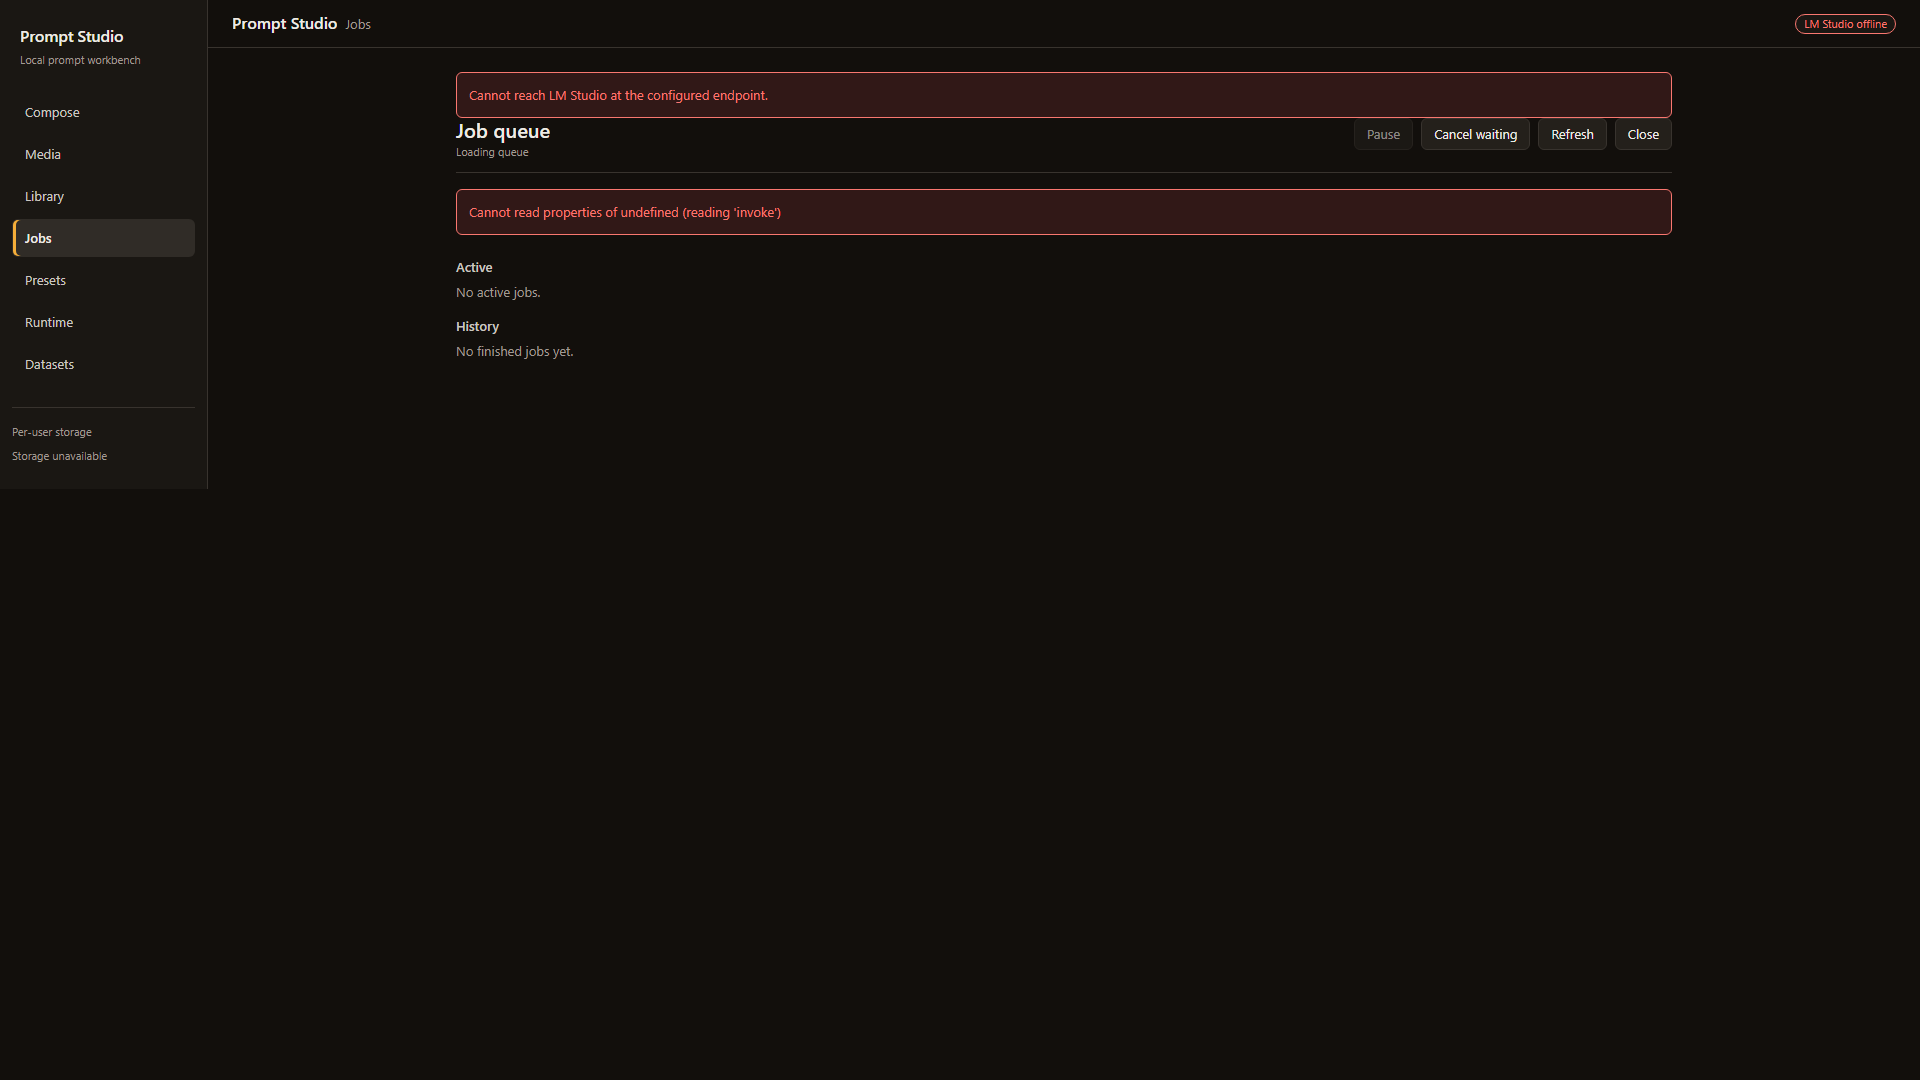 Prompt Studio
Local prompt workbench
Compose
Media
Library
Jobs
Presets
Runtime
Datasets
Per-user storage
Storage unavailable
Prompt Studio Jobs
LM Studio offline
Cannot reach LM Studio at the configured endpoint.
Job queue
Loading queue
Pause
Cancel waiting
Refresh
Close
Cannot read properties of undefined (reading 'invoke')
Active
No active jobs.
History
No finished jobs yet.